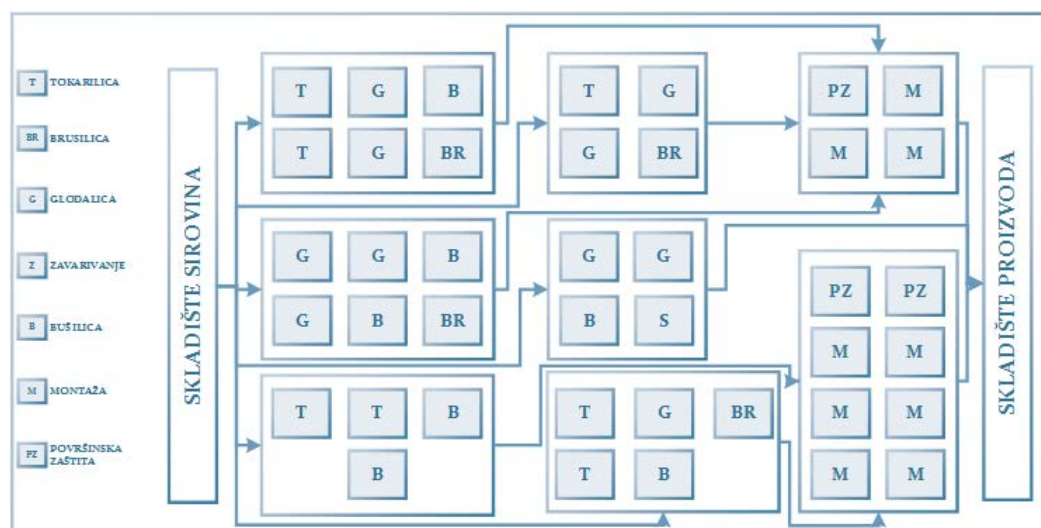 T TOKARILICA
BR BRUSILICA
G GLODALICA
Z ZAVARIVANJE
B BUŠILICA
M MONTAŽA
PZ POVRŠINSKA
ZAŠTITA
SKLADIŠTE SIROVINA
T G B
T G BR
T G
G BR
PZ M
M M
G G B
G B BR
G G
B S
T T B
B
T G BR
T B
PZ PZ
M M
M M
M M
SKLADIŠTE PROIZVODA